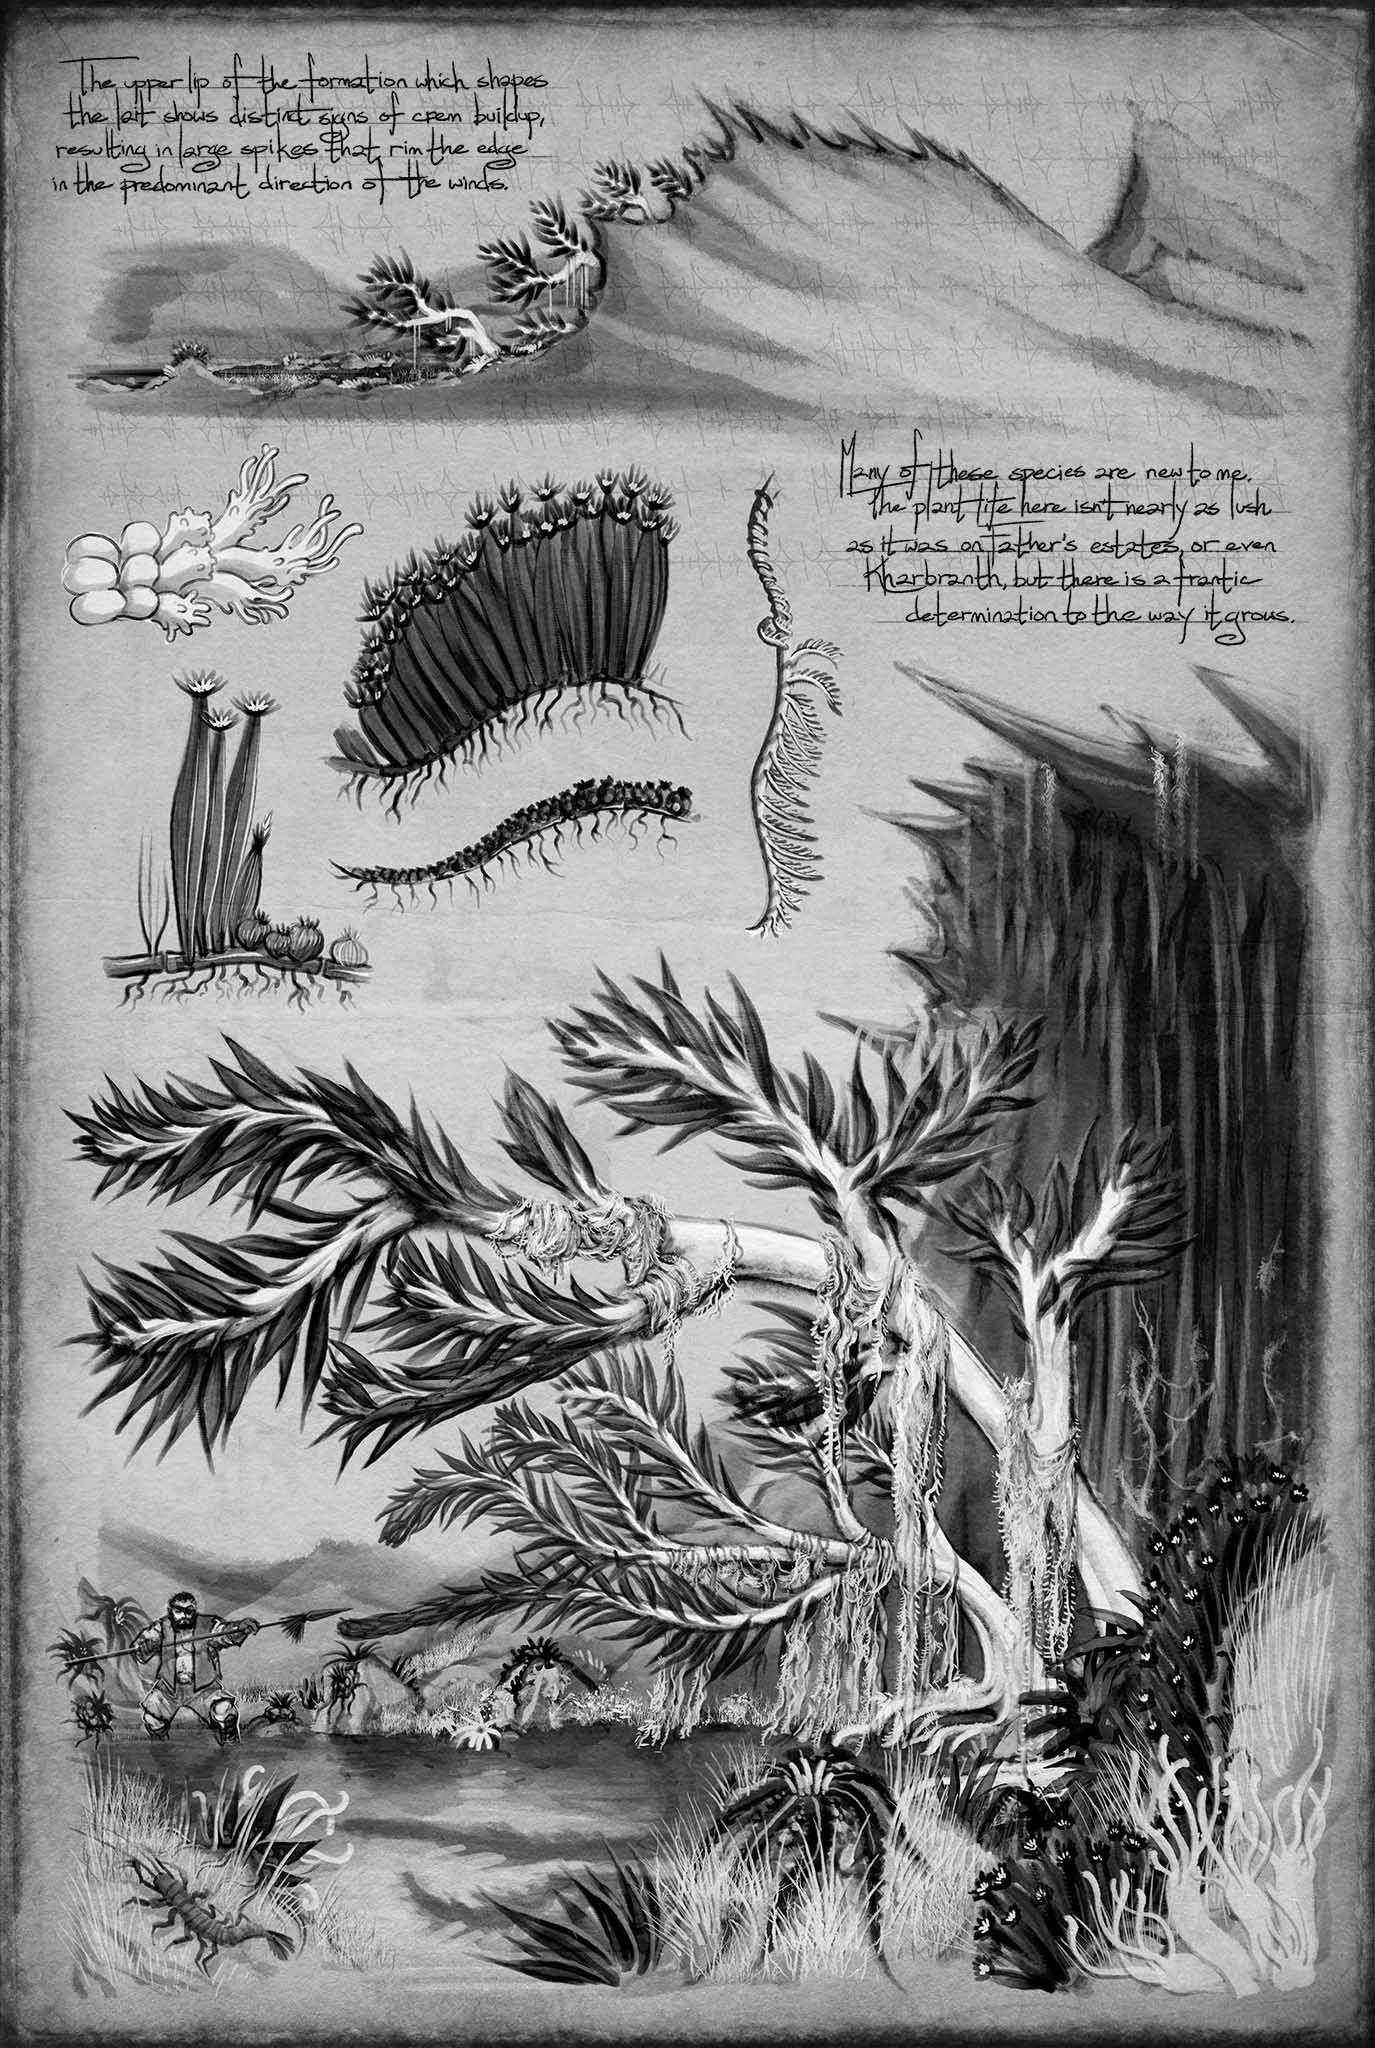 The upper lip of the formation which shapes
the lait shows distinct signs of crem buildup,
resulting in large spikes that rim the edge
in the predominant direction of the winds.
Many of these species are new to me.
The plant life here isn't nearly as lush
as it was on Father's estates, or even
Kharbranth, but there is a frantic
determination to the way it grows.